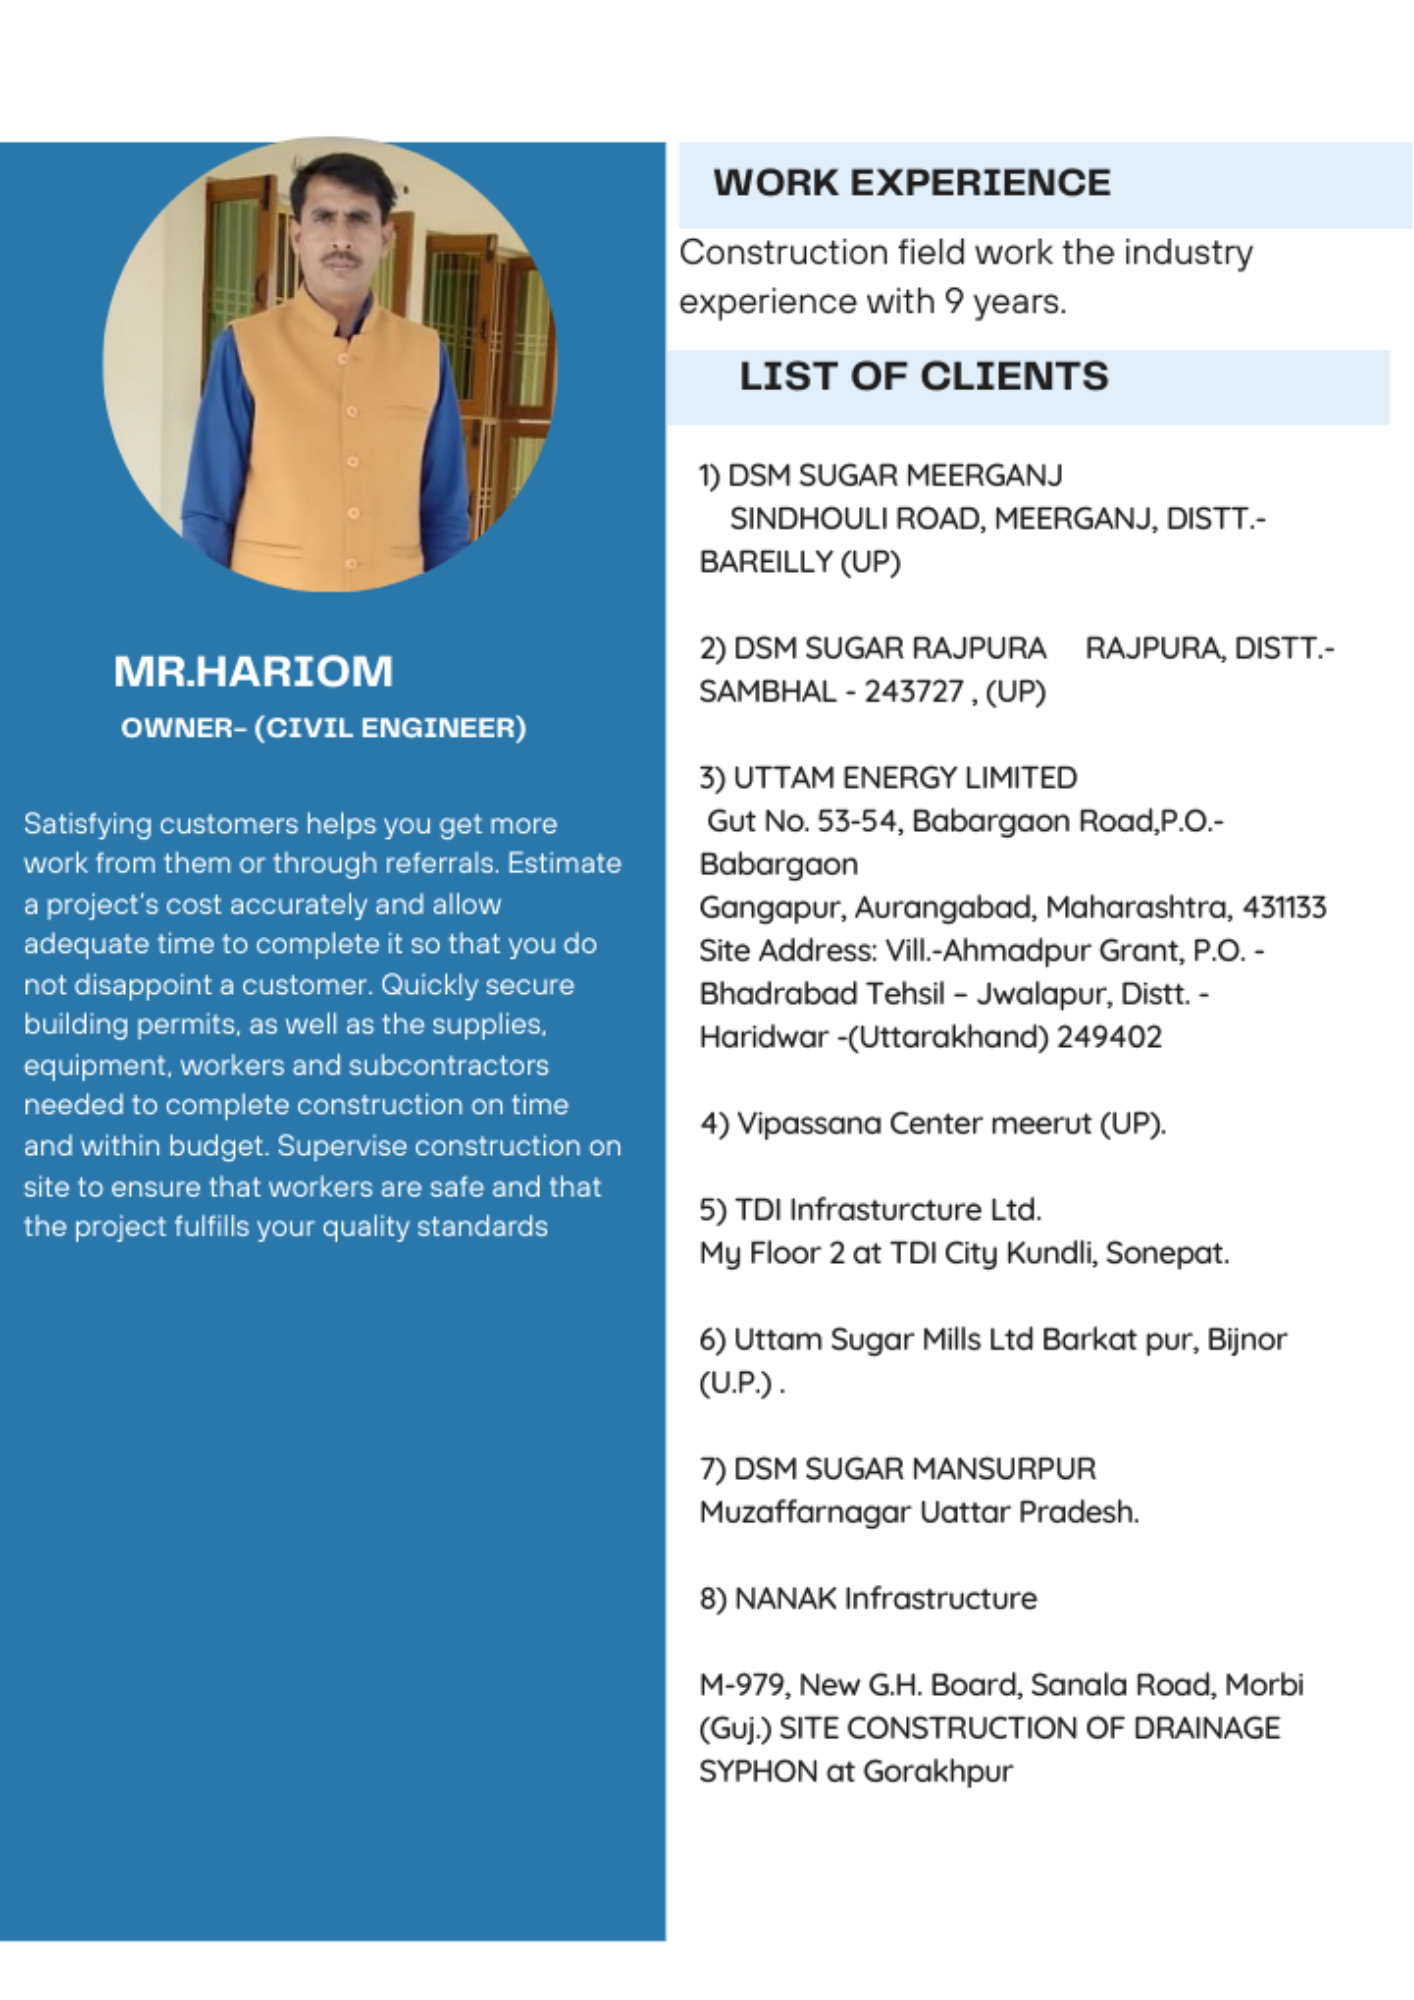 MR.HARIOM
OWNER- (CIVIL ENGINEER)
Satisfying customers helps you get more
work from them or through referrals. Estimate
a project's cost accurately and allow
adequate time to complete it so that you do
not disappoint a customer. Quickly secure
building permits, as well as the supplies,
equipment, workers and subcontractors
needed to complete construction on time
and within budget. Supervise construction on
site to ensure that workers are safe and that
the project fulfills your quality standards
WORK EXPERIENCE
Construction field work the industry
experience with 9 years.
LIST OF CLIENTS
1) DSM SUGAR MEERGANJ
SINDHOULI ROAD, MEERGANJ, DISTT.-
BAREILLY (UP)
2) DSM SUGAR RAJPURA RAJPURA, DISTT.-
SAMBHAL - 243727 , (UP)
3) UTTAM ENERGY LIMITED
Gut No. 53-54, Babargaon Road,P.O.-
Babargaon
Gangapur, Aurangabad, Maharashtra, 431133
Site Address: Vill.-Ahmadpur Grant, P.O. -
Bhadrabad Tehsil – Jwalapur, Distt. -
Haridwar -(Uttarakhand) 249402
4) Vipassana Center meerut (UP).
5) TDI Infrasturcture Ltd.
My Floor 2 at TDI City Kundli, Sonepat.
6) Uttam Sugar Mills Ltd Barkat pur, Bijnor
(U.P.) .
7) DSM SUGAR MANSURPUR
Muzaffarnagar Uattar Pradesh.
8) NANAK Infrastructure
M-979, New G.H. Board, Sanala Road, Morbi
(Guj.) SITE CONSTRUCTION OF DRAINAGE
SYPHON at Gorakhpur